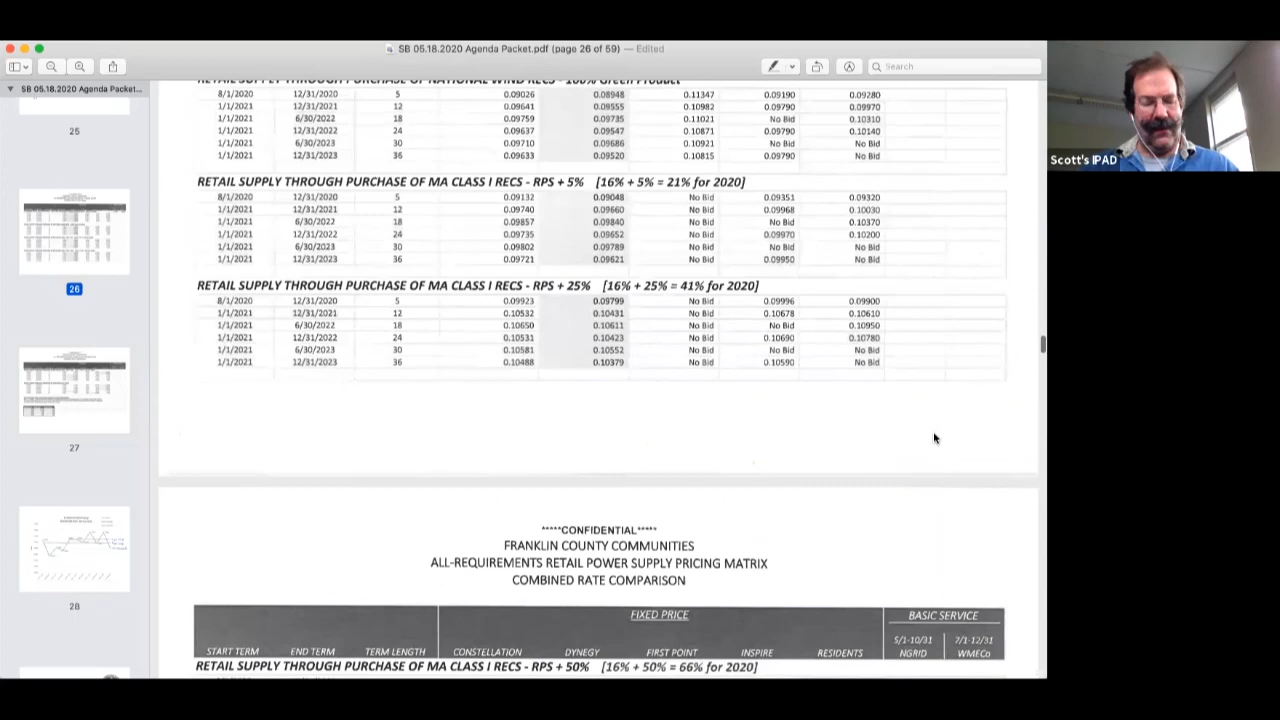 SB 05.18.2020 Agenda Packet.pdf (page 26 of 59) — Edited
Search
SB 05.18.2020 Agenda Packet...
25
26
27
28
RETAIL SUPPLY THROUGH PURCHASE OF NATIONAL WIND RECS - 100% Green Product
8/1/2020 12/31/2020 5 0.09026 0.08948 0.11347 0.09190 0.09280
1/1/2021 12/31/2021 12 0.09641 0.09555 0.10982 0.09790 0.09970
1/1/2021 6/30/2022 18 0.09759 0.09735 0.11021 No Bid 0.10310
1/1/2021 12/31/2022 24 0.09637 0.09547 0.10871 0.09790 0.10140
1/1/2021 6/30/2023 30 0.09710 0.09686 0.10921 No Bid No Bid
1/1/2021 12/31/2023 36 0.09633 0.09520 0.10815 0.09790 No Bid
RETAIL SUPPLY THROUGH PURCHASE OF MA CLASS I RECS - RPS + 5% [16% + 5% = 21% for 2020]
8/1/2020 12/31/2020 5 0.09132 0.09048 No Bid 0.09351 0.09320
1/1/2021 12/31/2021 12 0.09740 0.09660 No Bid 0.09968 0.10030
1/1/2021 6/30/2022 18 0.09857 0.09840 No Bid No Bid 0.10370
1/1/2021 12/31/2022 24 0.09735 0.09652 No Bid 0.09970 0.10200
1/1/2021 6/30/2023 30 0.09802 0.09789 No Bid No Bid No Bid
1/1/2021 12/31/2023 36 0.09721 0.09621 No Bid 0.09950 No Bid
RETAIL SUPPLY THROUGH PURCHASE OF MA CLASS I RECS - RPS + 25% [16% + 25% = 41% for 2020]
8/1/2020 12/31/2020 5 0.09923 0.09799 No Bid 0.09996 0.09900
1/1/2021 12/31/2021 12 0.10532 0.10431 No Bid 0.10678 0.10610
1/1/2021 6/30/2022 18 0.10650 0.10611 No Bid No Bid 0.10950
1/1/2021 12/31/2022 24 0.10531 0.10423 No Bid 0.10690 0.10780
1/1/2021 6/30/2023 30 0.10581 0.10552 No Bid No Bid No Bid
1/1/2021 12/31/2023 36 0.10488 0.10379 No Bid 0.10590 No Bid
*****CONFIDENTIAL*****
FRANKLIN COUNTY COMMUNITIES
ALL-REQUIREMENTS RETAIL POWER SUPPLY PRICING MATRIX
COMBINED RATE COMPARISON
FIXED PRICE BASIC SERVICE
5/1-10/31 7/1-12/31
START TERM END TERM TERM LENGTH CONSTELLATION DYNEGY FIRST POINT INSPIRE RESIDENTS NGRID WMECo
RETAIL SUPPLY THROUGH PURCHASE OF MA CLASS I RECS - RPS + 50% [16% + 50% = 66% for 2020]
Scott's IPAD